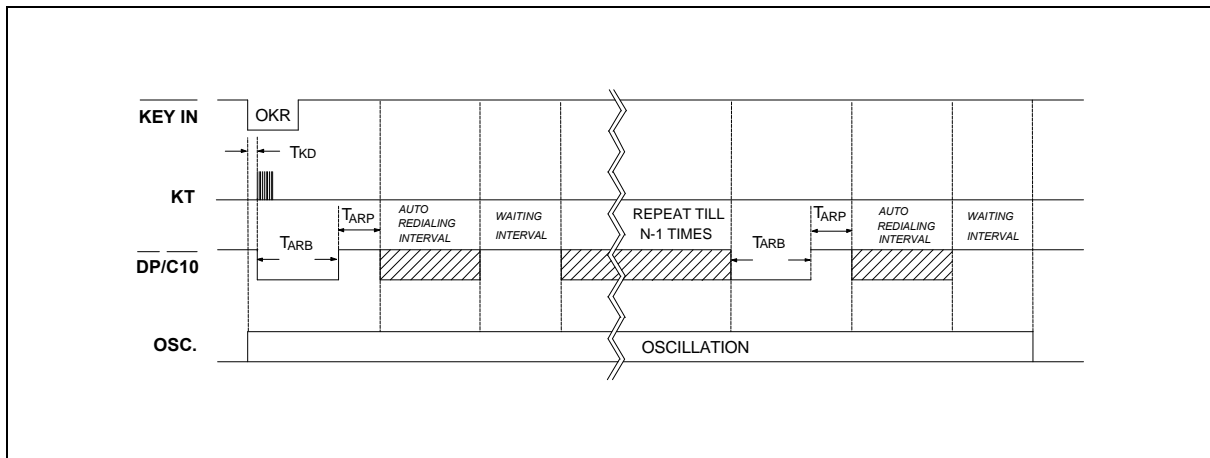 KEY IN
OKR
TKD
KT
TARB
TARP
AUTO
REDIALING
INTERVAL
WAITING
INTERVAL
REPEAT TILL
N-1 TIMES
TARB
TARP
AUTO
REDIALING
INTERVAL
WAITING
INTERVAL
DP/C10
OSC.
OSCILLATION